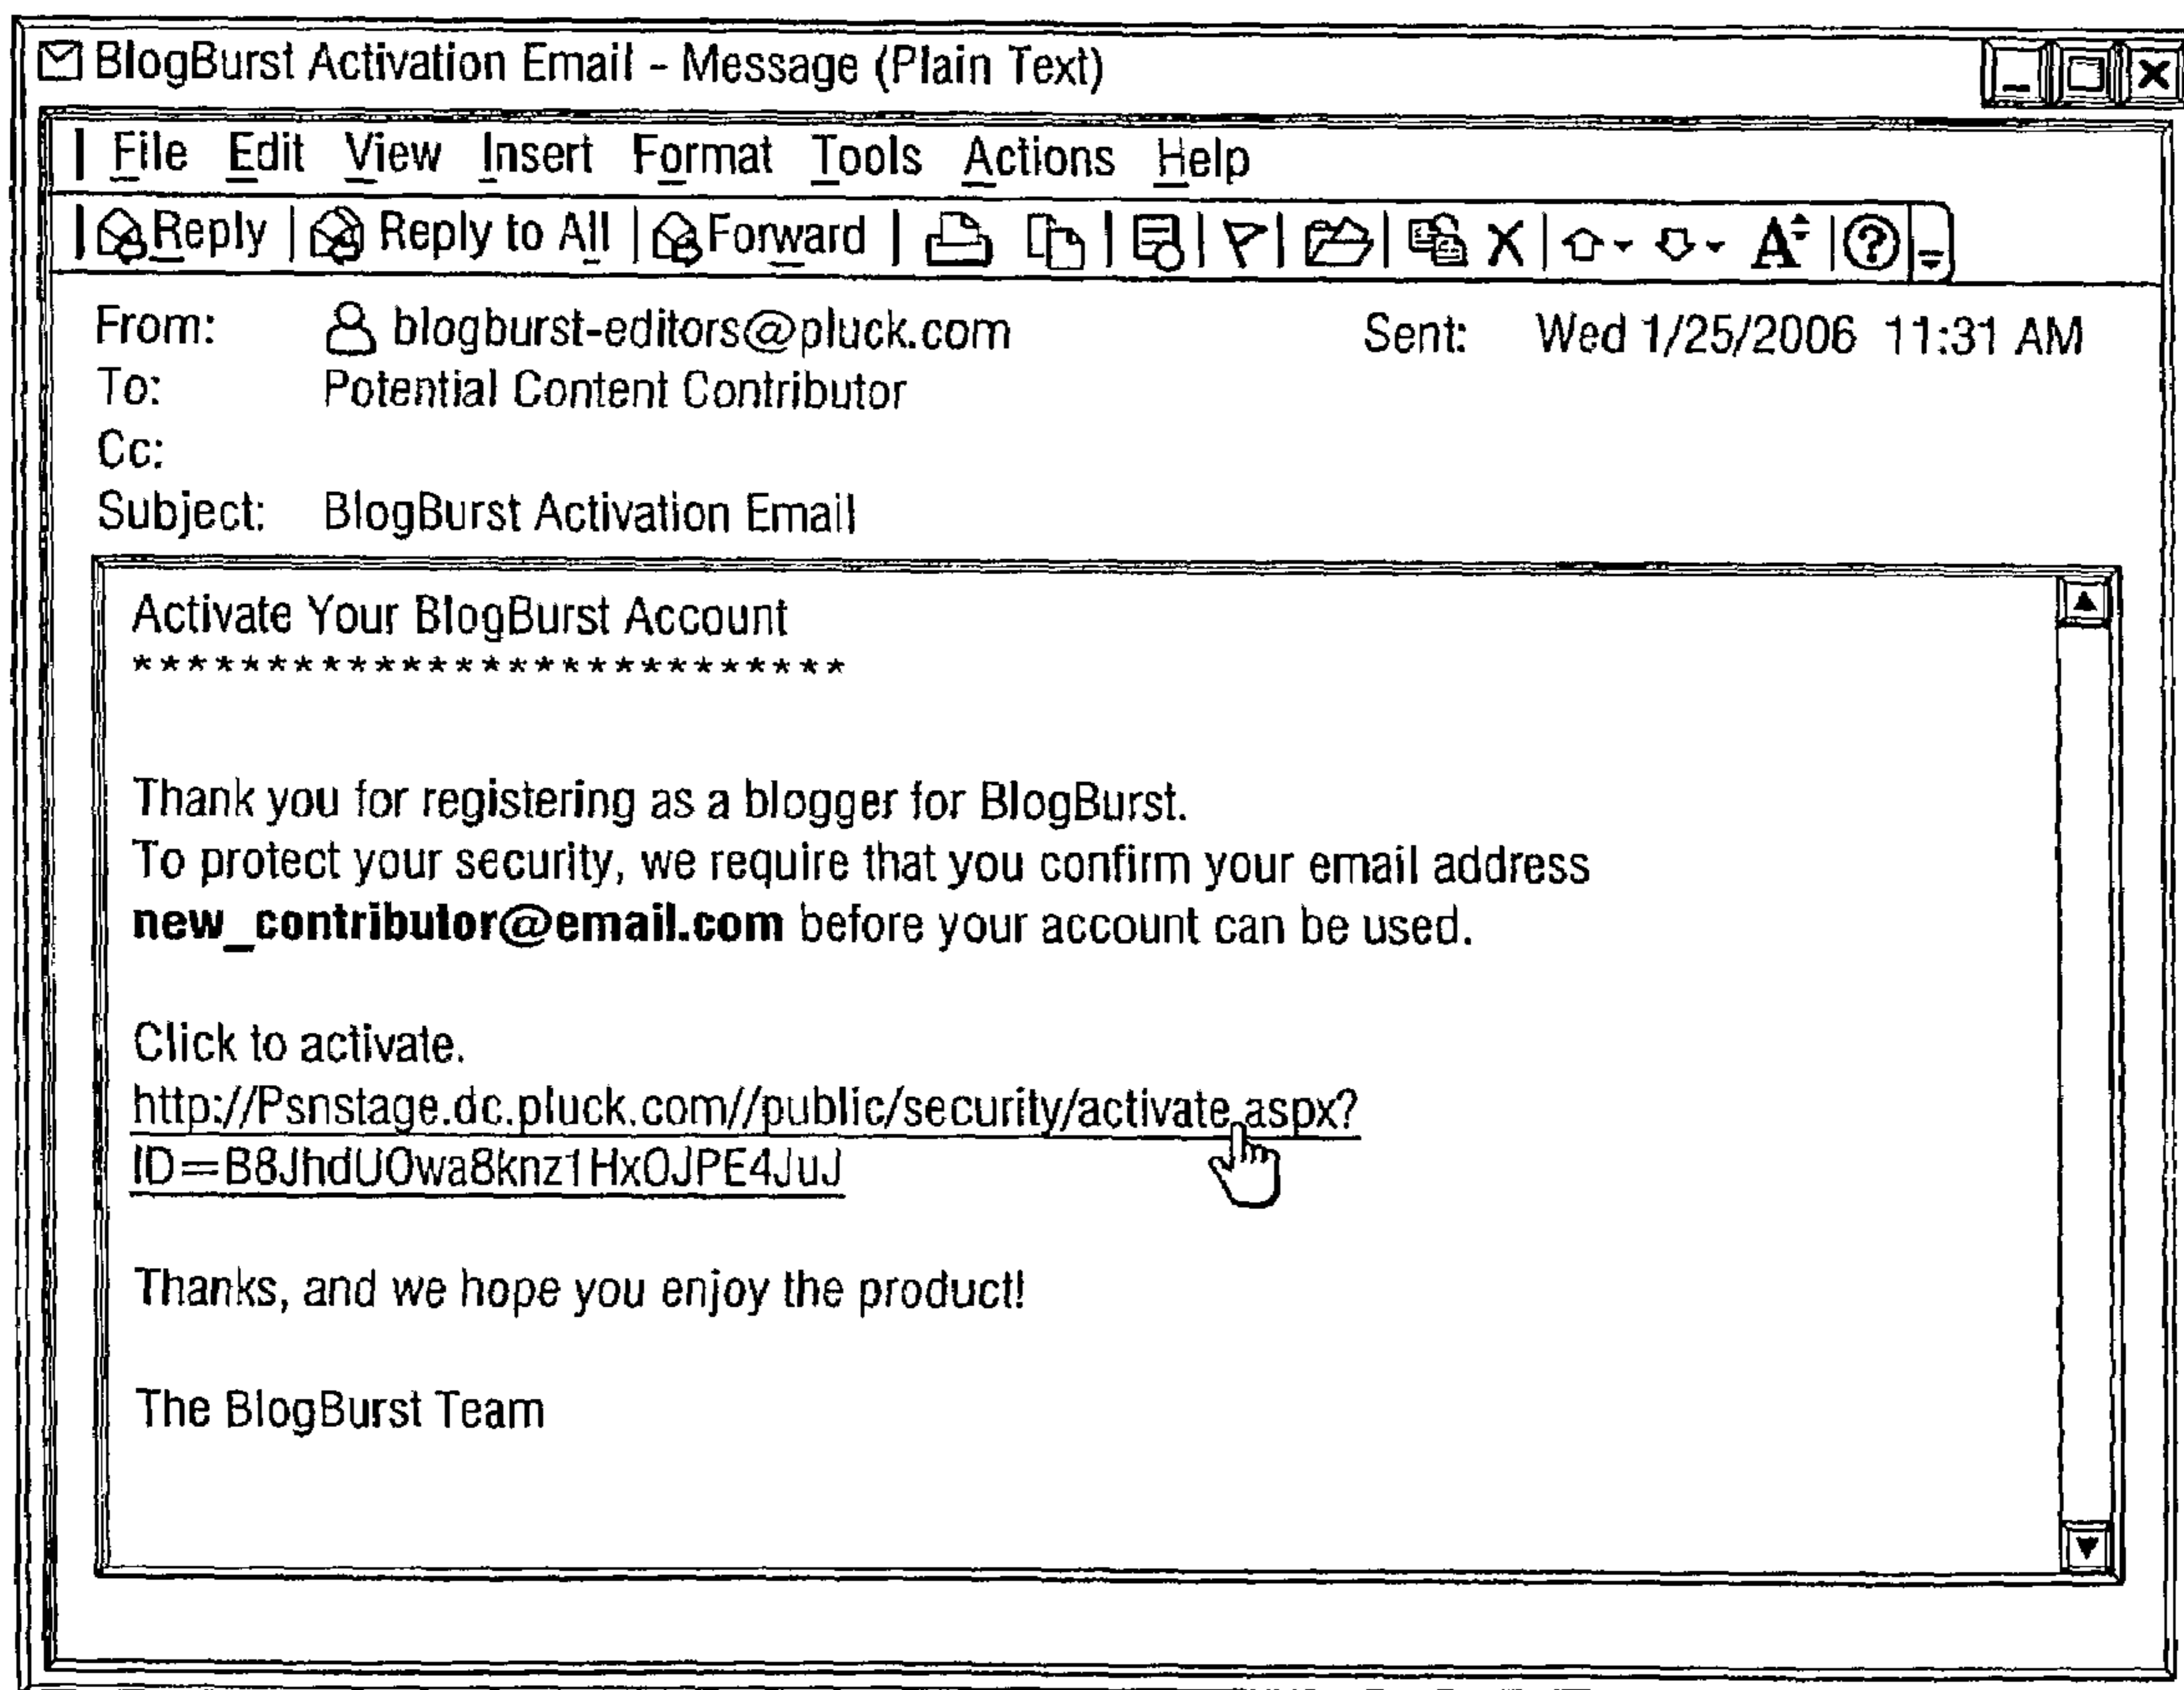 BlogBurst Activation Email - Message (Plain Text)
File Edit View Insert Format Tools Actions Help
Reply Reply to All Forward
From: blogburst-editors@pluck.com Sent: Wed 1/25/2006 11:31 AM
To: Potential Content Contributor
Cc:
Subject: BlogBurst Activation Email
Activate Your BlogBurst Account
***************************
Thank you for registering as a blogger for BlogBurst.
To protect your security, we require that you confirm your email address
new_contributor@email.com before your account can be used.
Click to activate.
http://Psnstage.dc.pluck.com//public/security/activate.aspx?
ID=B8JhdU0wa8knz1Hx0JPE4JuJ
Thanks, and we hope you enjoy the product!
The BlogBurst Team